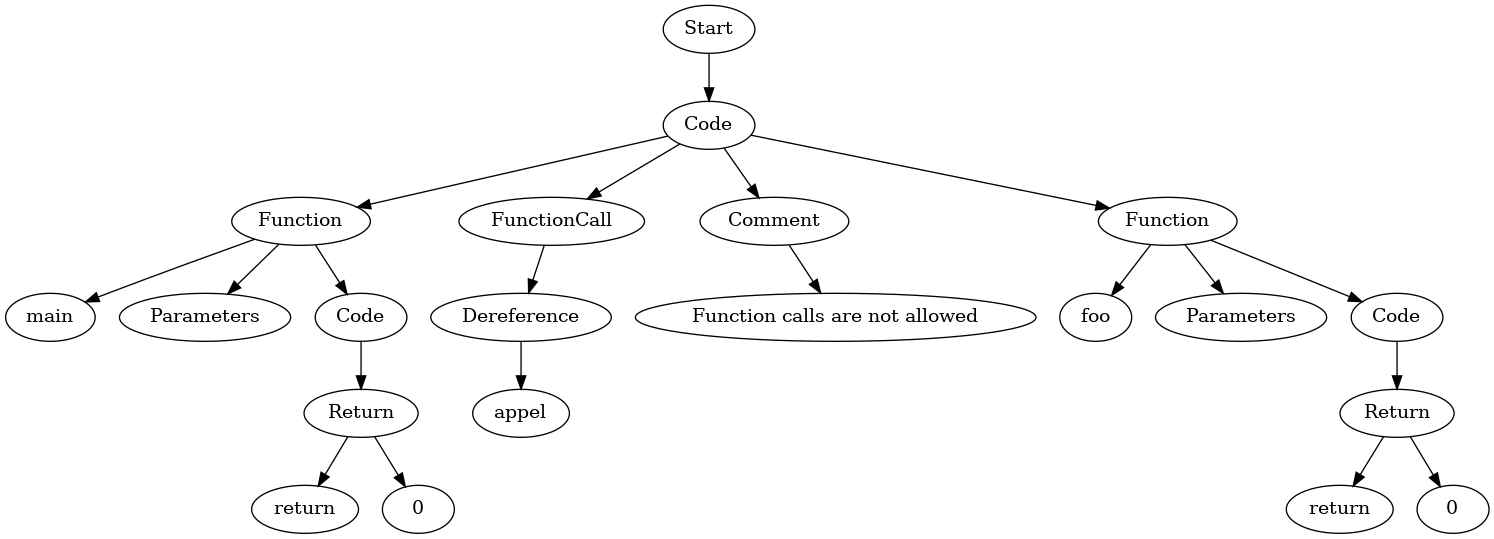 Start
Code
Function
FunctionCall
Comment
Function
main
Parameters
Code
Dereference
Function calls are not allowed
foo
Parameters
Code
Return
appel
Return
return
0
return
0